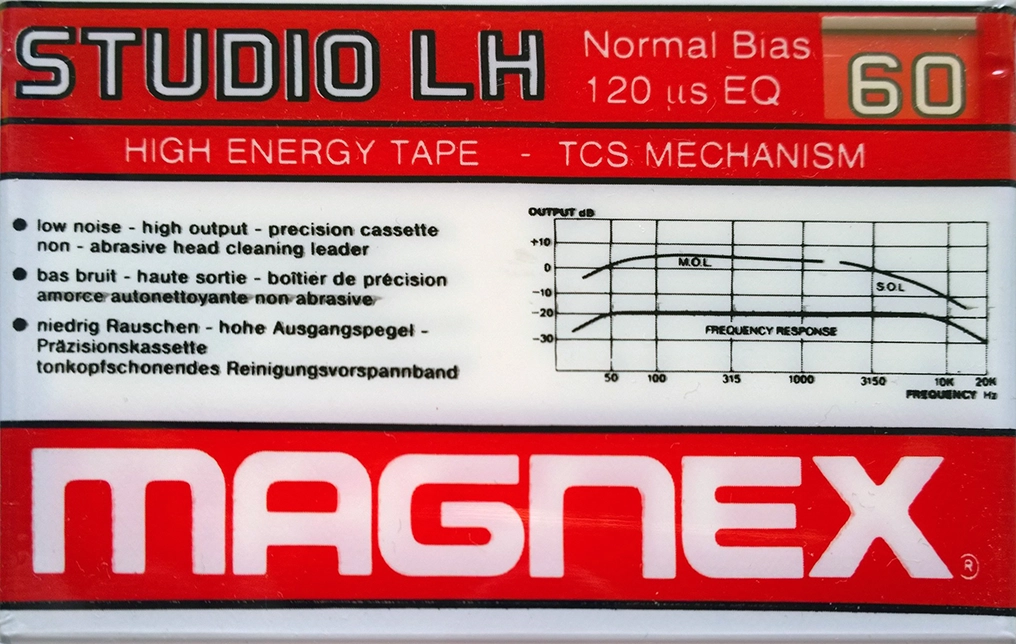 STUDIO LH
Normal Bias
120 µs EQ
60
HIGH ENERGY TAPE - TCS MECHANISM
● low noise - high output - precision cassette
non - abrasive head cleaning leader
● bas bruit - haute sortie - boîtier de précision
amorce autonettoyante non abrasive
● niedrig Rauschen - hohe Ausgangspegel -
Präzisionskassette
tonkopfschonendes Reinigungsvorspannband
OUTPUT dB
+10
0
-10
-20
-30
M.O.L.
S.O.L
FREQUENCY RESPONSE
50 100 315 1000 3150 10K 20K
FREQUENCY Hz
MAGNEX ®